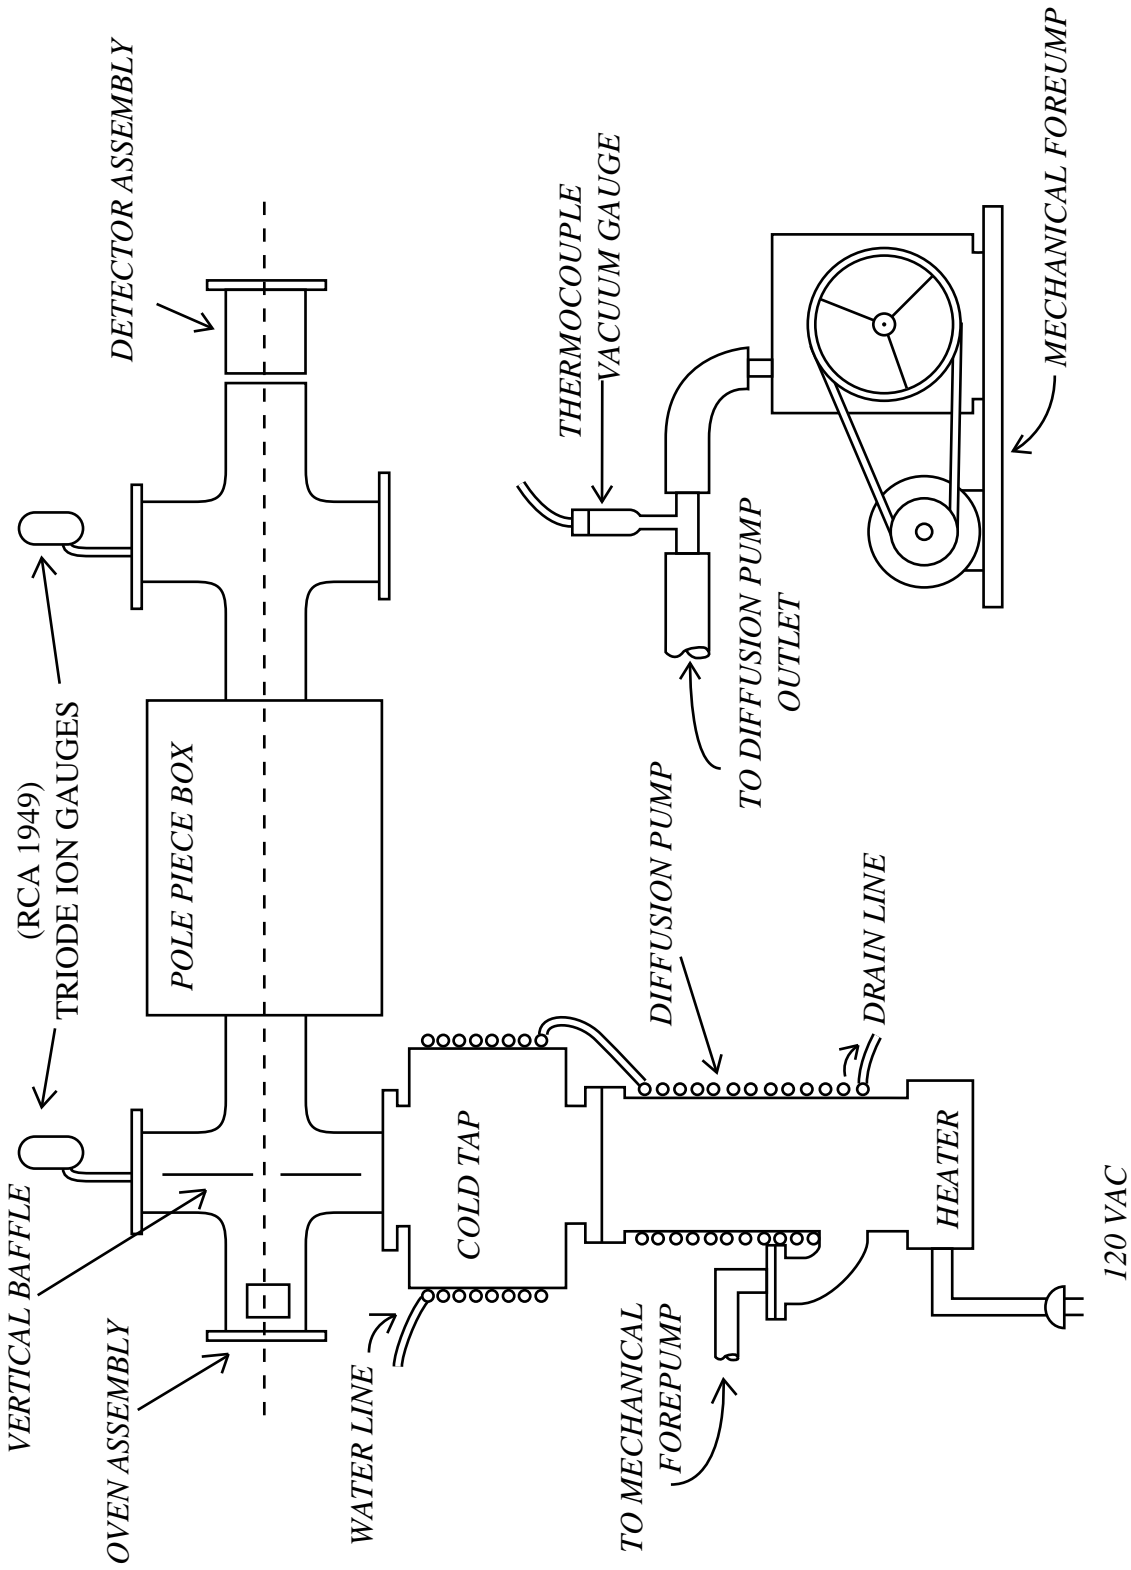 (RCA 1949)
TRIODE ION GAUGES
VERTICAL BAFFLE
OVEN ASSEMBLY
DETECTOR ASSEMBLY
POLE PIECE BOX
WATER LINE
COLD TAP
THERMOCOUPLE
VACUUM GAUGE
TO MECHANICAL
FOREPUMP
DIFFUSION PUMP
TO DIFFUSION PUMP
OUTLET
DRAIN LINE
HEATER
MECHANICAL FOREUMP
120 VAC